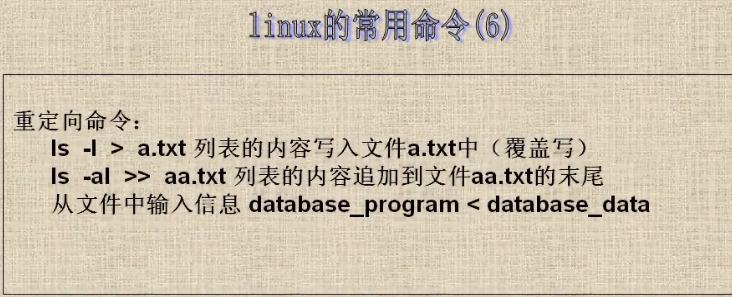 linux的常用命令(6)
重定向命令：
ls -l > a.txt 列表的内容写入文件a.txt中（覆盖写）
ls -al >> aa.txt 列表的内容追加到文件aa.txt的末尾
从文件中输入信息 database_program < database_data